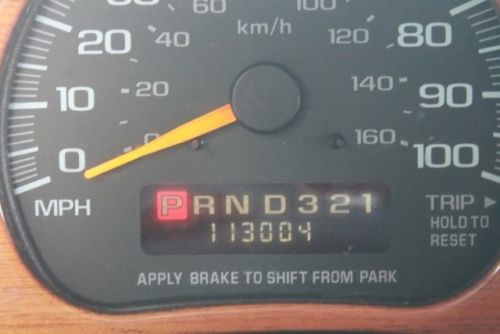 60 100
20 km/h 80
40 120
10 20 140 90
0 0 160 100
MPH PRND321 TRIP ▶
113004 HOLD TO
RESET
APPLY BRAKE TO SHIFT FROM PARK